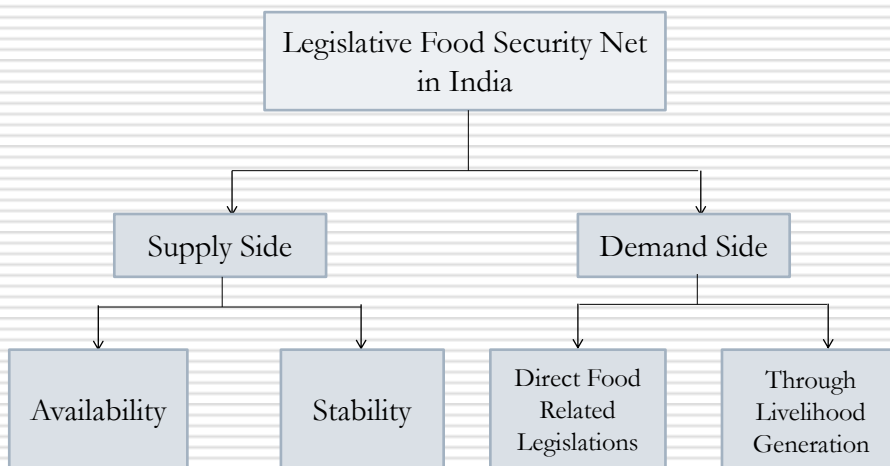 Legislative Food Security Net
in India
Supply Side
Demand Side
Availability
Stability
Direct Food
Related
Legislations
Through
Livelihood
Generation